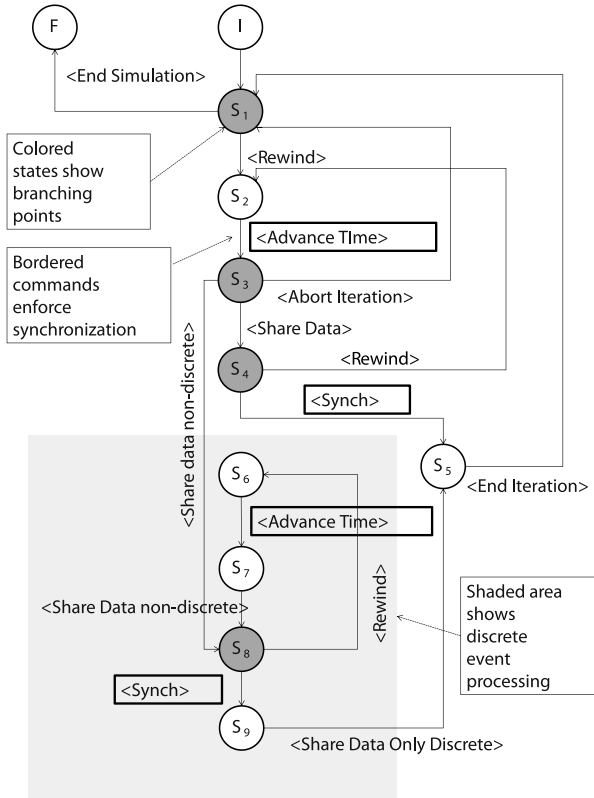 F
I
<End Simulation>
S1
Colored
states show
branching
points
<Rewind>
S2
<Advance TIme>
Bordered
commands
enforce
synchronization
S3
<Abort Iteration>
<Share Data>
<Rewind>
S4
<Synch>
<Share data non-discrete>
S5
<End Iteration>
S6
<Advance Time>
S7
<Share Data non-discrete>
<Rewind>
Shaded area
shows
discrete
event
processing
S8
<Synch>
S9
<Share Data Only Discrete>